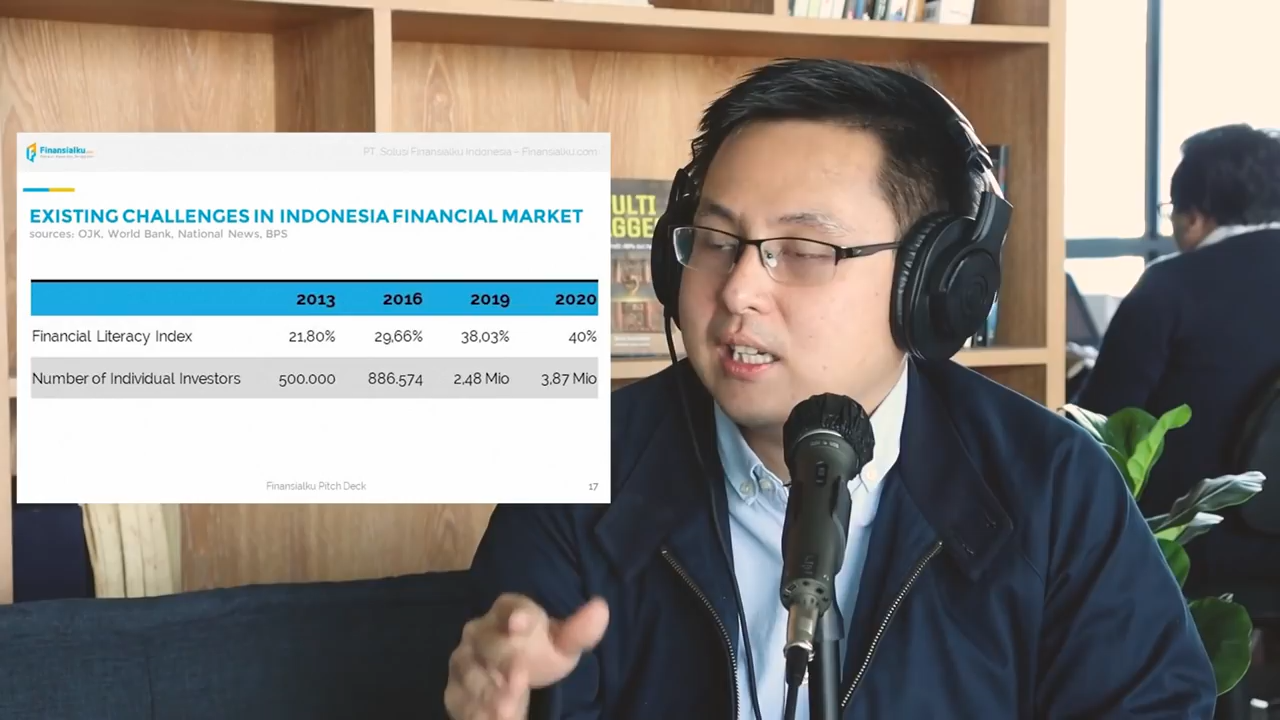 Finansialku
PT. Solusi Finansialku Indonesia – Finansialku.com
EXISTING CHALLENGES IN INDONESIA FINANCIAL MARKET
sources: OJK, World Bank, National News, BPS
2013 2016 2019 2020
Financial Literacy Index 21,80% 29,66% 38,03% 40%
Number of Individual Investors 500.000 886.574 2,48 Mio 3,87 Mio
Finansialku Pitch Deck 17
ULTI
GGE